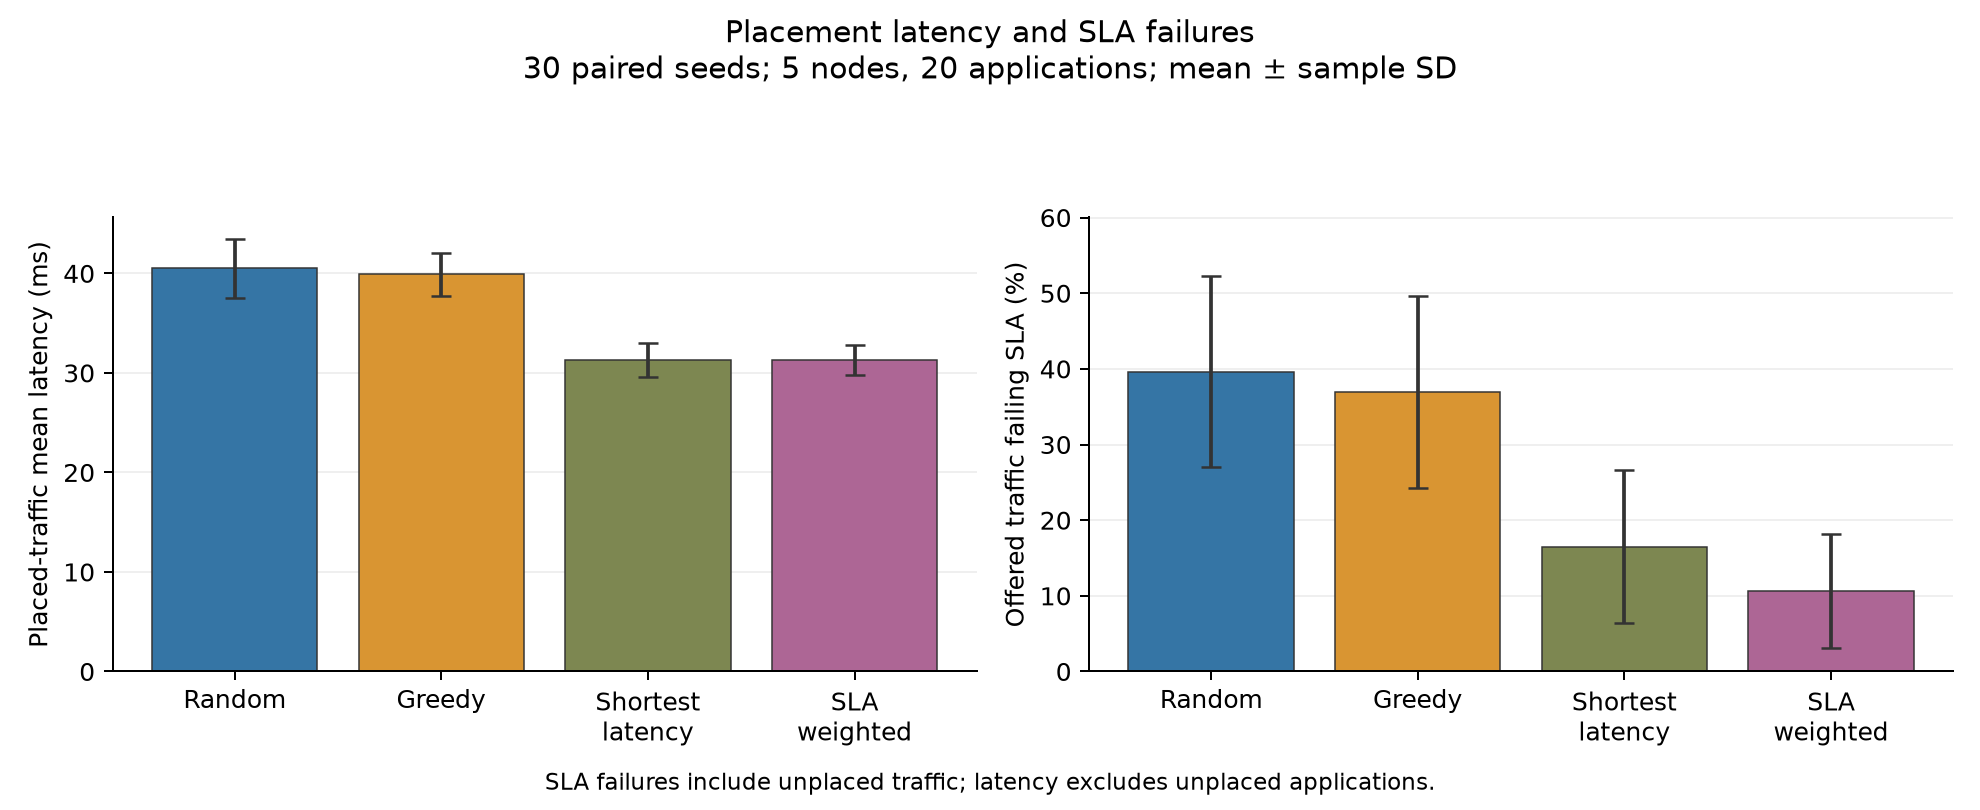 Placement latency and SLA failures
30 paired seeds; 5 nodes, 20 applications; mean ± sample SD
Placed-traffic mean latency (ms)
40
30
20
10
0
Random
Greedy
Shortest
latency
SLA
weighted
Offered traffic failing SLA (%)
60
50
40
30
20
10
0
Random
Greedy
Shortest
latency
SLA
weighted
SLA failures include unplaced traffic; latency excludes unplaced applications.